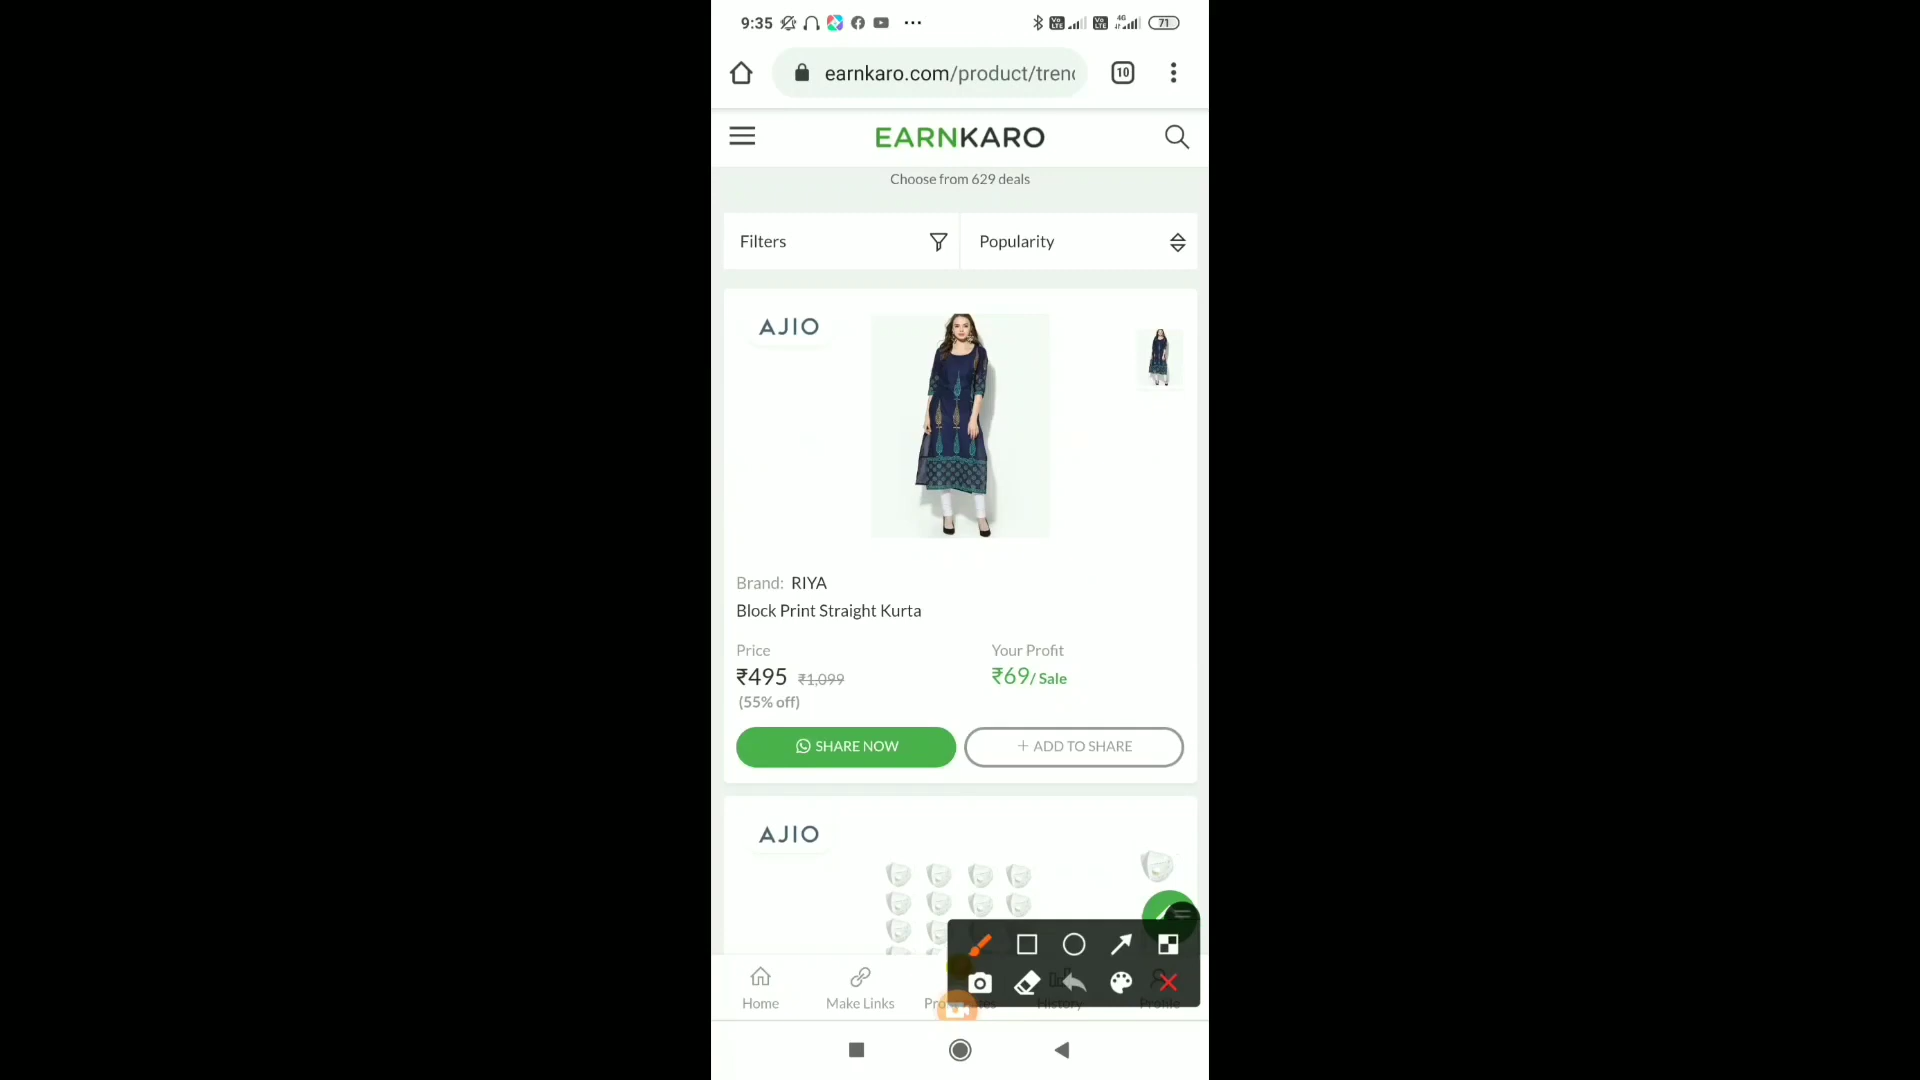 9:35 71
earnkaro.com/product/tren 10
EARNKARO
Choose from 629 deals
Filters Popularity
AJIO
Brand: RIYA
Block Print Straight Kurta
Price Your Profit
₹495 ₹1,099 ₹69/ Sale
(55% off)
SHARE NOW + ADD TO SHARE
AJIO
Home Make Links History Profile